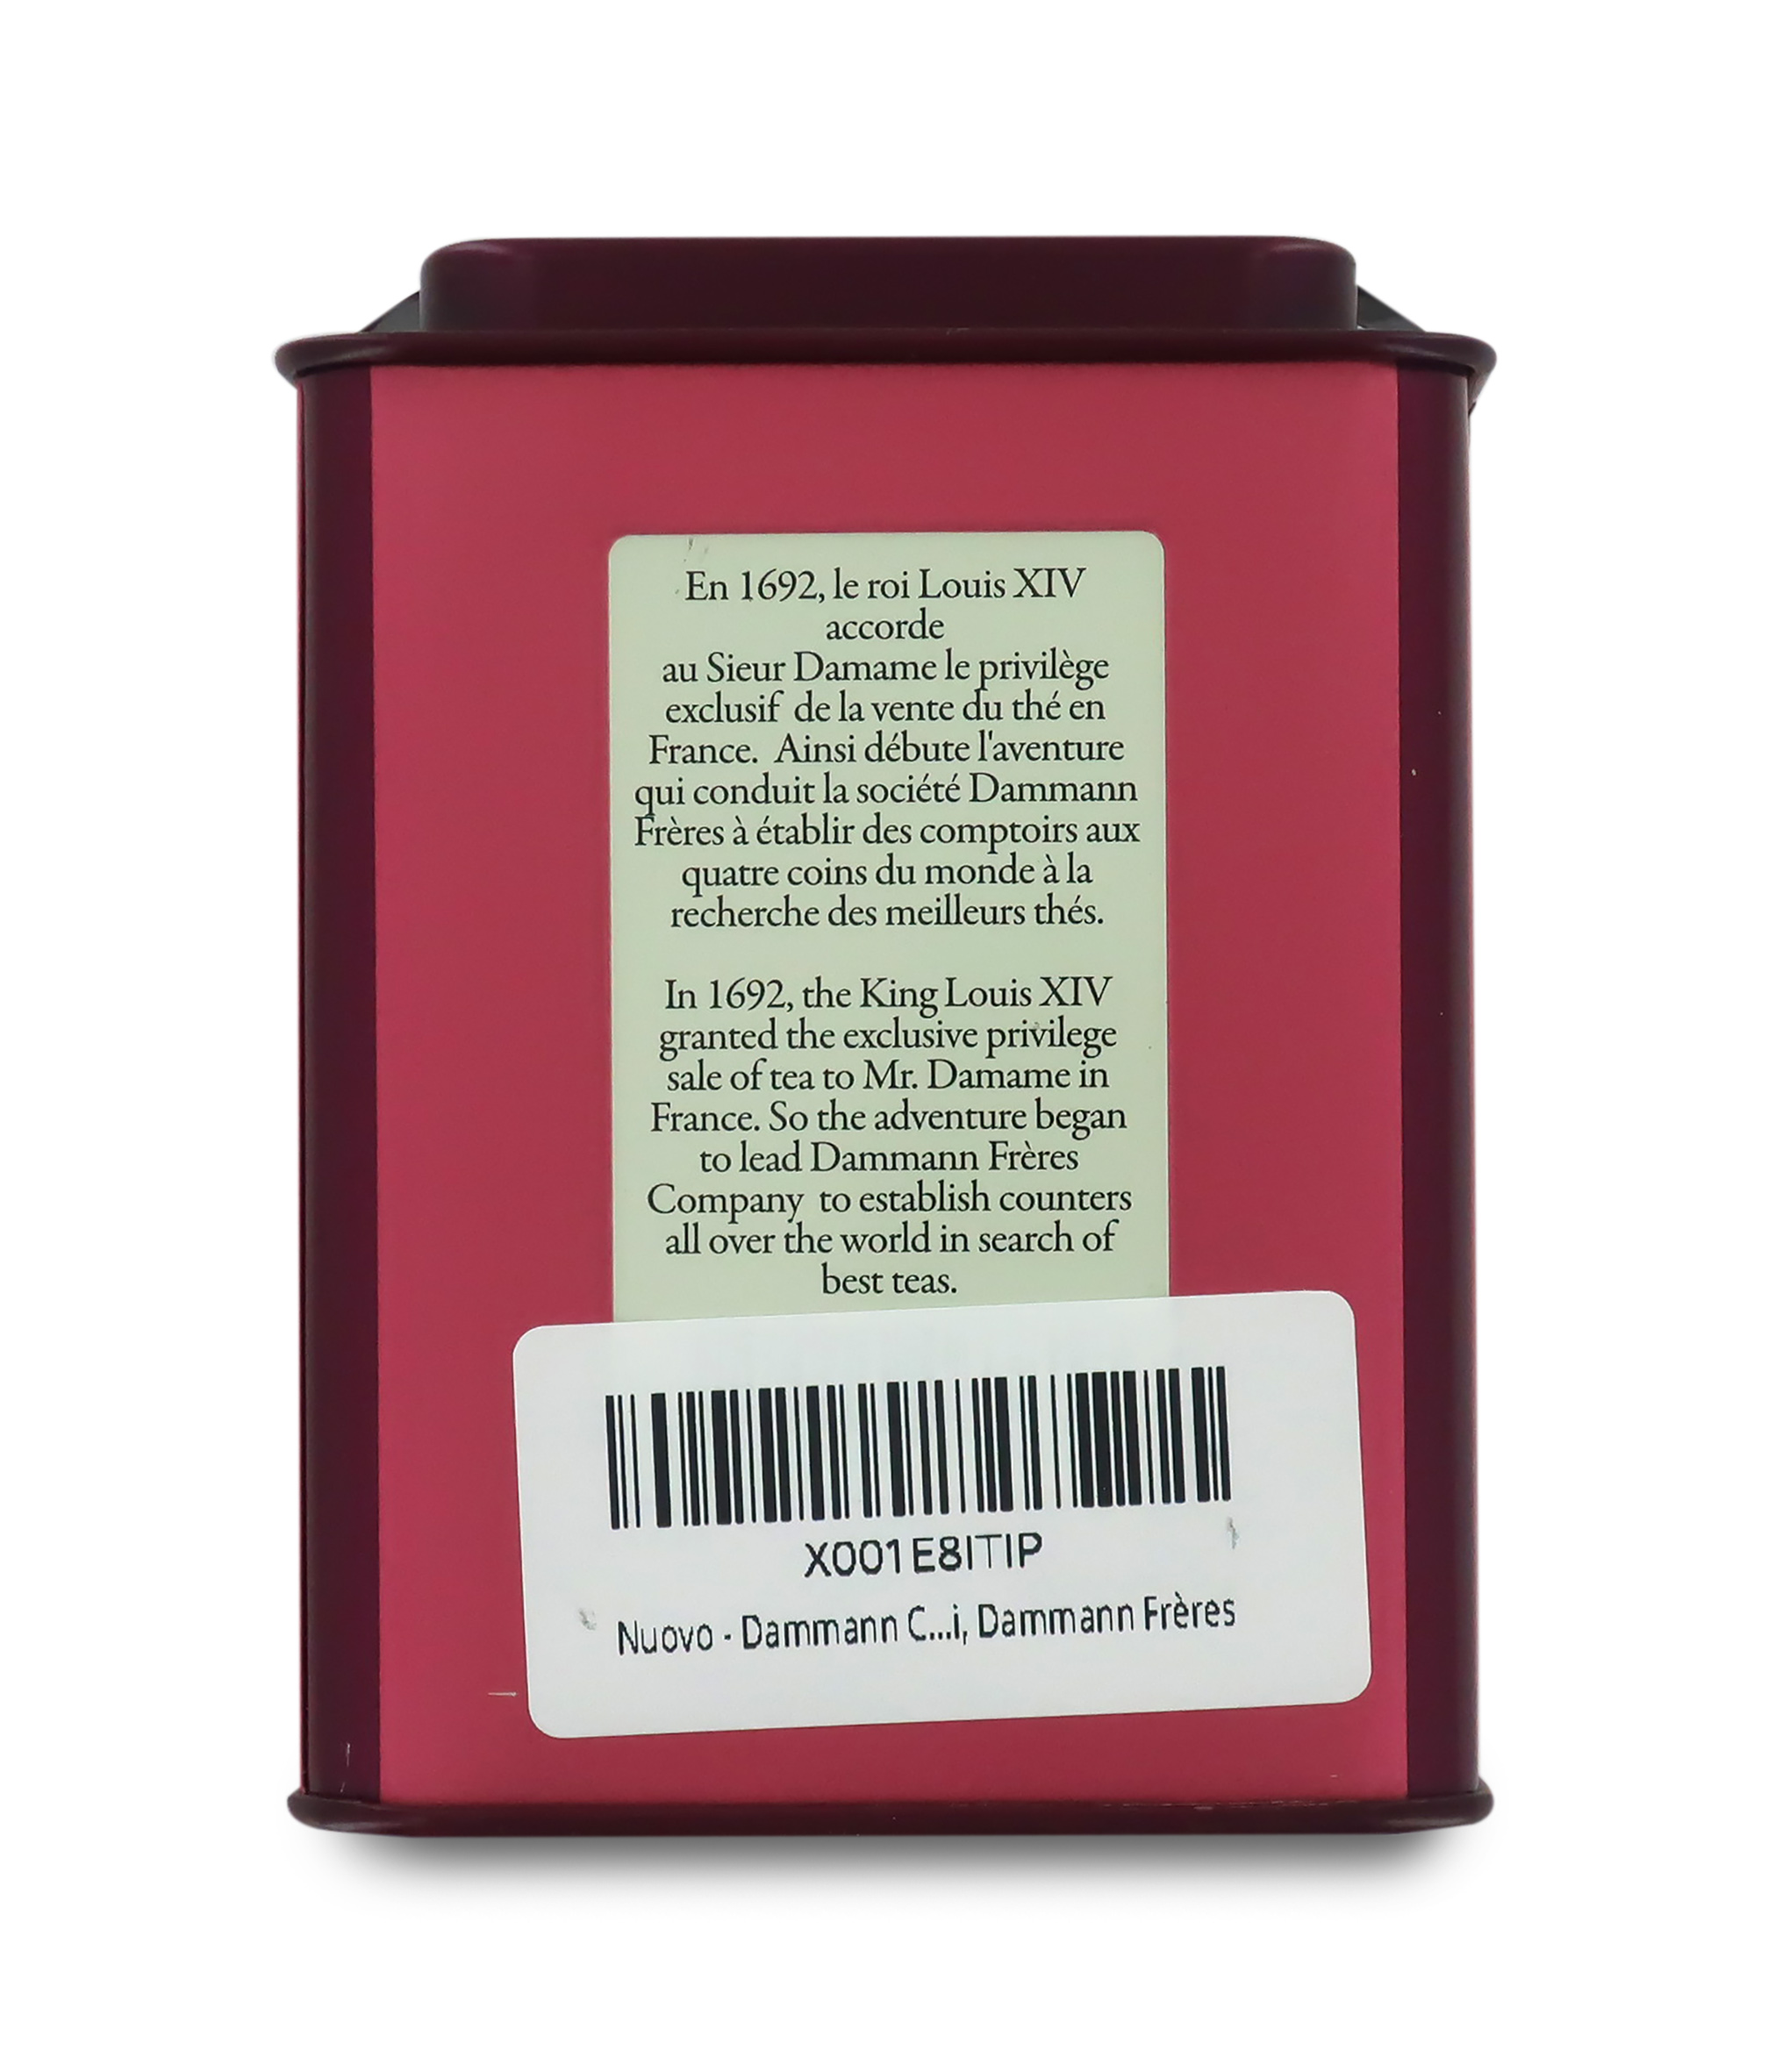 En 1692, le roi Louis XIV
accorde
au Sieur Damame le privilège
exclusif de la vente du thé en
France. Ainsi débute l'aventure
qui conduit la société Dammann
Frères à établir des comptoirs aux
quatre coins du monde à la
recherche des meilleurs thés.
In 1692, the King Louis XIV
granted the exclusive privilege
sale of tea to Mr. Damame in
France. So the adventure began
to lead Dammann Frères
Company to establish counters
all over the world in search of
best teas.
X001E8ITIP
Nuovo - Dammann C...i, Dammann Frères